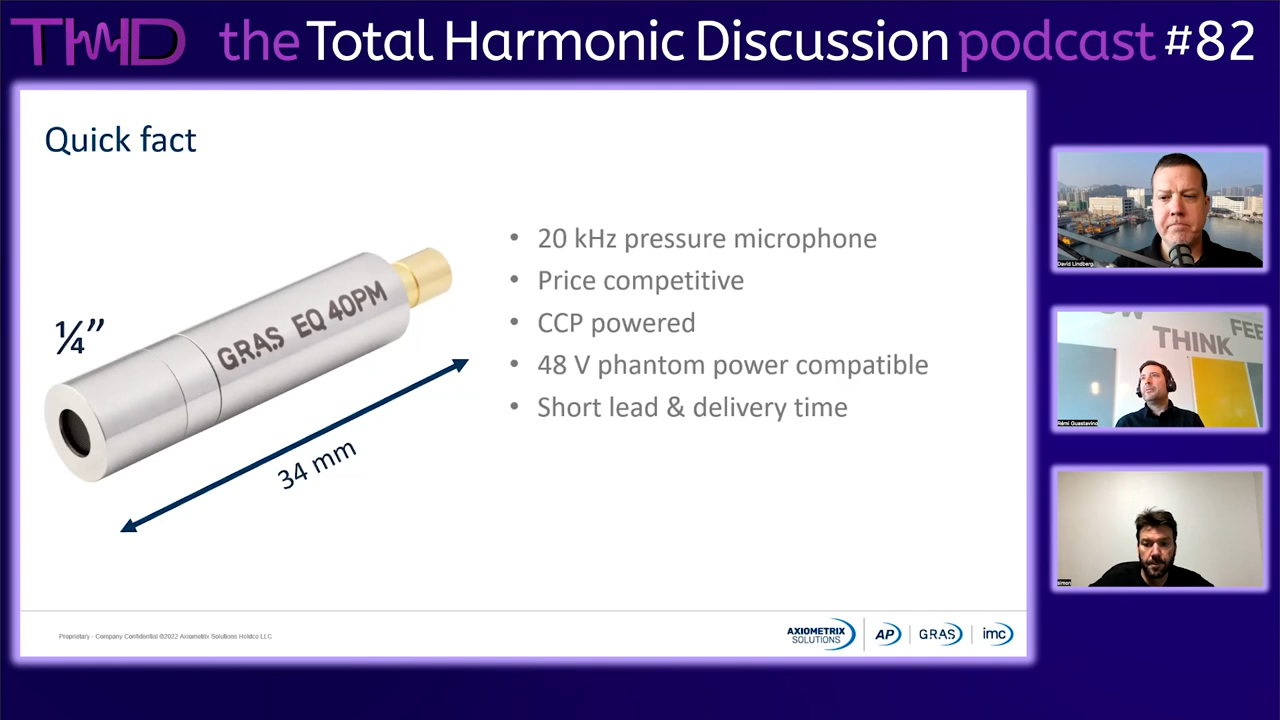 THD the Total Harmonic Discussion podcast #82
Quick fact
¼”
GRAS EQ 40PM
34 mm
• 20 kHz pressure microphone
• Price competitive
• CCP powered
• 48 V phantom power compatible
• Short lead & delivery time
Proprietary - Company Confidential ©2022 Axiometrix Solutions Holdco LLC
AXIOMETRIX
SOLUTIONS
AP
GRAS
imc
David Lindberg
THINK
FEE
Rémi Guastavino
simon